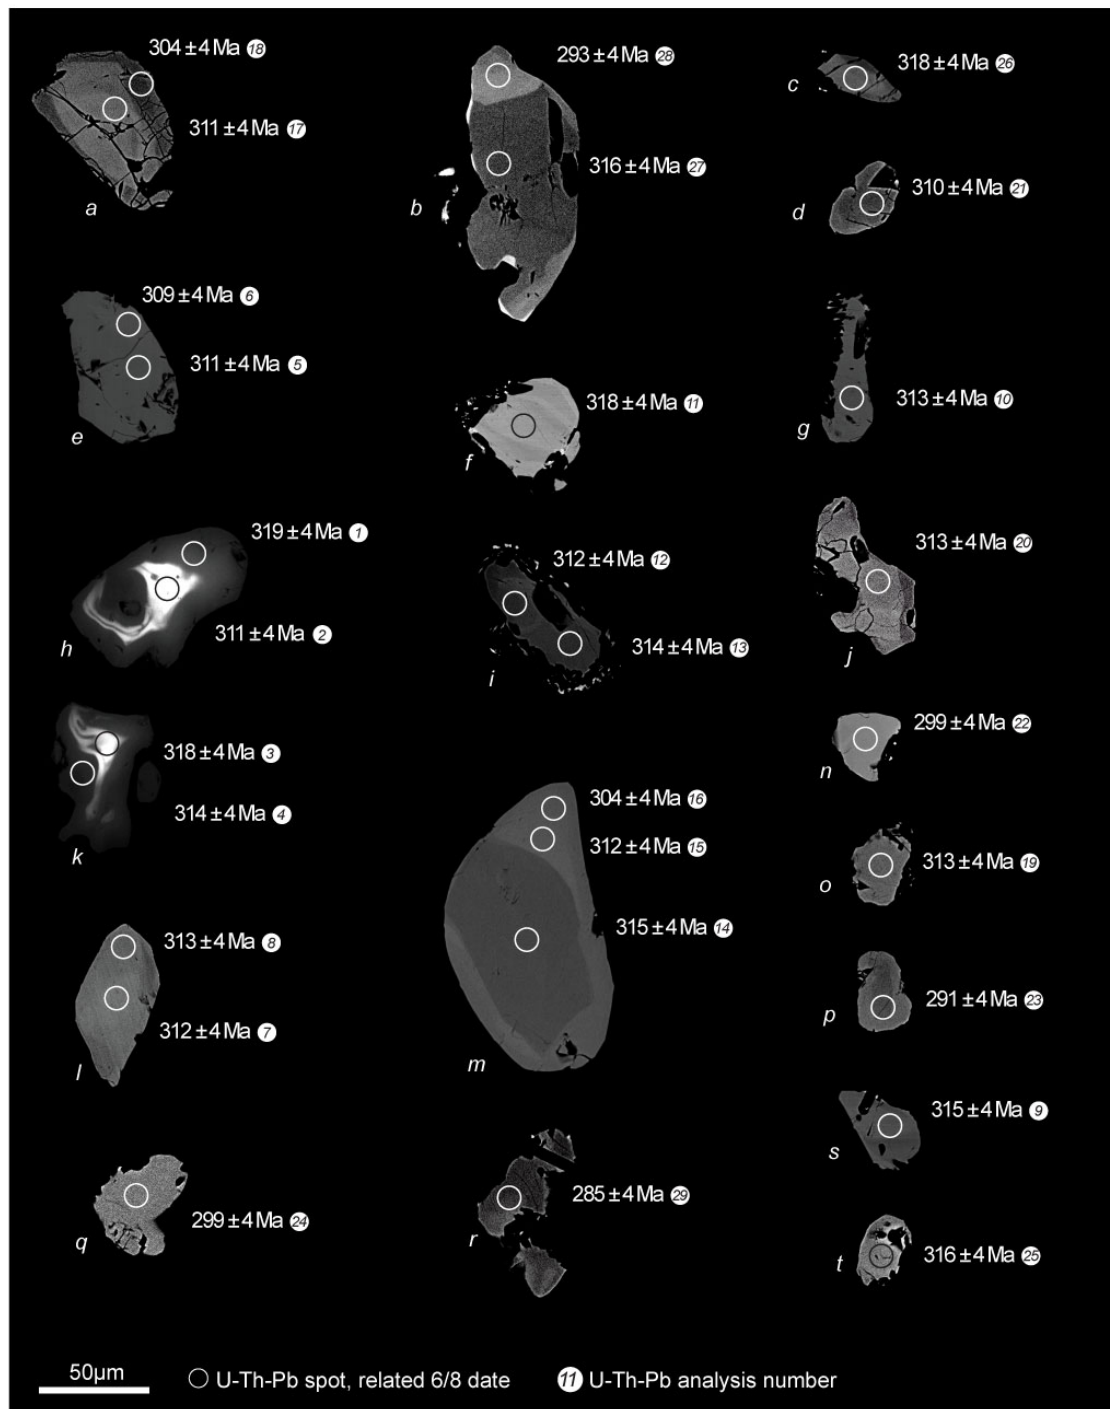 304 ±4 Ma 18
311 ±4 Ma 17
a
293 ±4 Ma 28
316 ±4 Ma 27
b
318 ±4 Ma 26
c
310 ±4 Ma 21
d
309 ±4 Ma 6
311 ±4 Ma 5
e
318 ±4 Ma 11
f
313 ±4 Ma 10
g
319 ±4 Ma 1
311 ±4 Ma 2
h
312 ±4 Ma 12
314 ±4 Ma 13
i
313 ±4 Ma 20
j
318 ±4 Ma 3
314 ±4 Ma 4
k
299 ±4 Ma 22
n
304 ±4 Ma 16
312 ±4 Ma 15
315 ±4 Ma 14
m
313 ±4 Ma 19
o
313 ±4 Ma 8
312 ±4 Ma 7
l
291 ±4 Ma 23
p
315 ±4 Ma 9
s
299 ±4 Ma 24
q
285 ±4 Ma 29
r
316 ±4 Ma 25
t
50µm
U-Th-Pb spot, related 6/8 date
11 U-Th-Pb analysis number